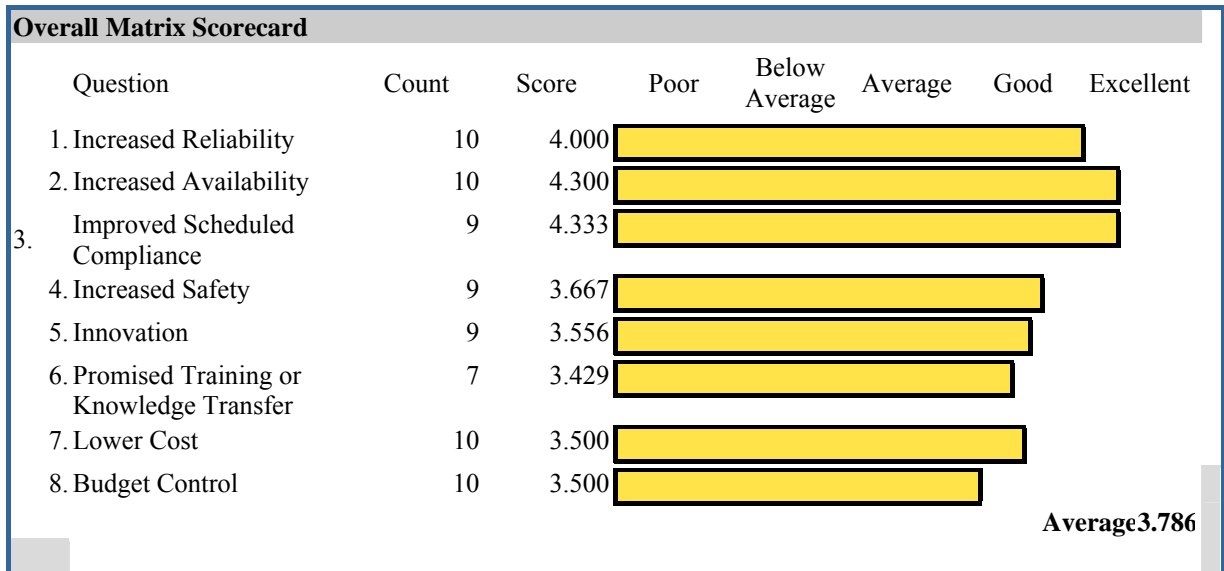 Overall Matrix Scorecard
Question Count Score Poor Below Average Average Good Excellent
1. Increased Reliability 10 4.000
2. Increased Availability 10 4.300
3. Improved Scheduled Compliance 9 4.333
4. Increased Safety 9 3.667
5. Innovation 9 3.556
6. Promised Training or Knowledge Transfer 7 3.429
7. Lower Cost 10 3.500
8. Budget Control 10 3.500
Average 3.786